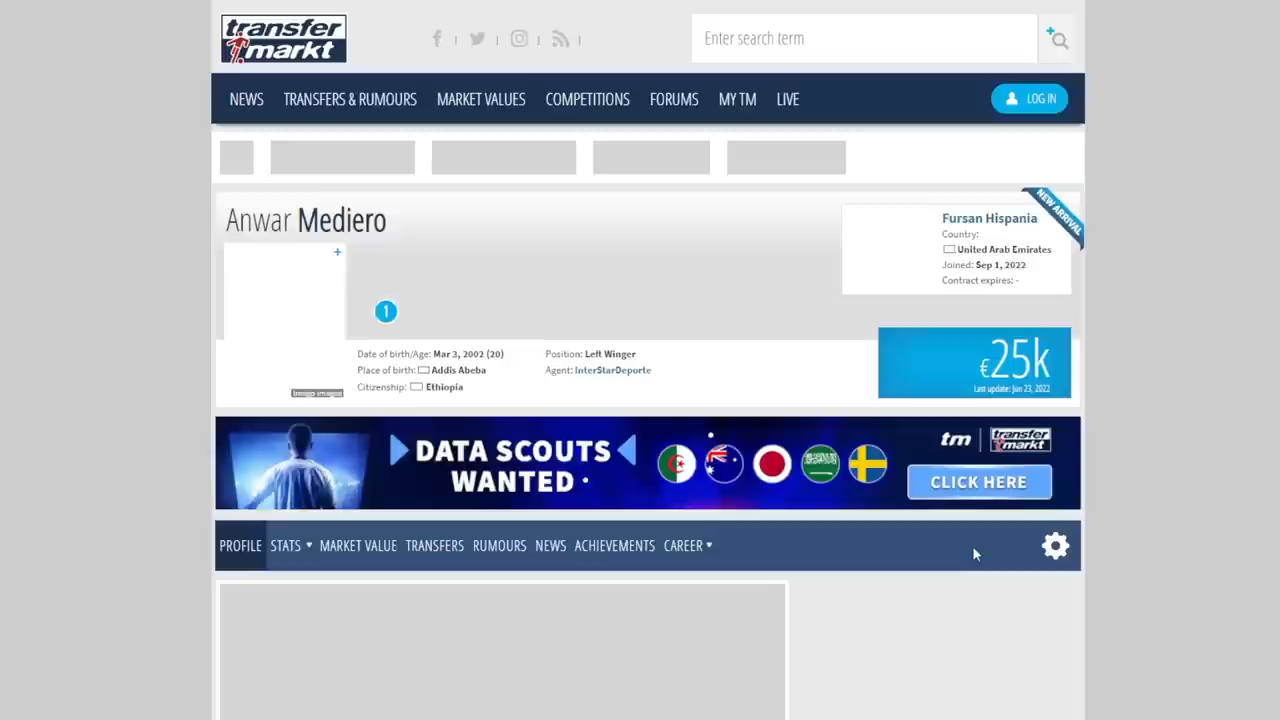 transfer
markt
Enter search term
NEWS TRANSFERS & RUMOURS MARKET VALUES COMPETITIONS FORUMS MY TM LIVE LOG IN
Anwar Mediero
NEW ARRIVAL
Fursan Hispania
Country:
United Arab Emirates
Joined: Sep 1, 2022
Contract expires: -
1
Date of birth/Age: Mar 3, 2002 (20)
Place of birth: Addis Abeba
Citizenship: Ethiopia
Position: Left Winger
Agent: InterStarDeporte
€25k
Last update: Jun 23, 2022
DATA SCOUTS
WANTED
tm
transfer
markt
CLICK HERE
PROFILE STATS MARKET VALUE TRANSFERS RUMOURS NEWS ACHIEVEMENTS CAREER